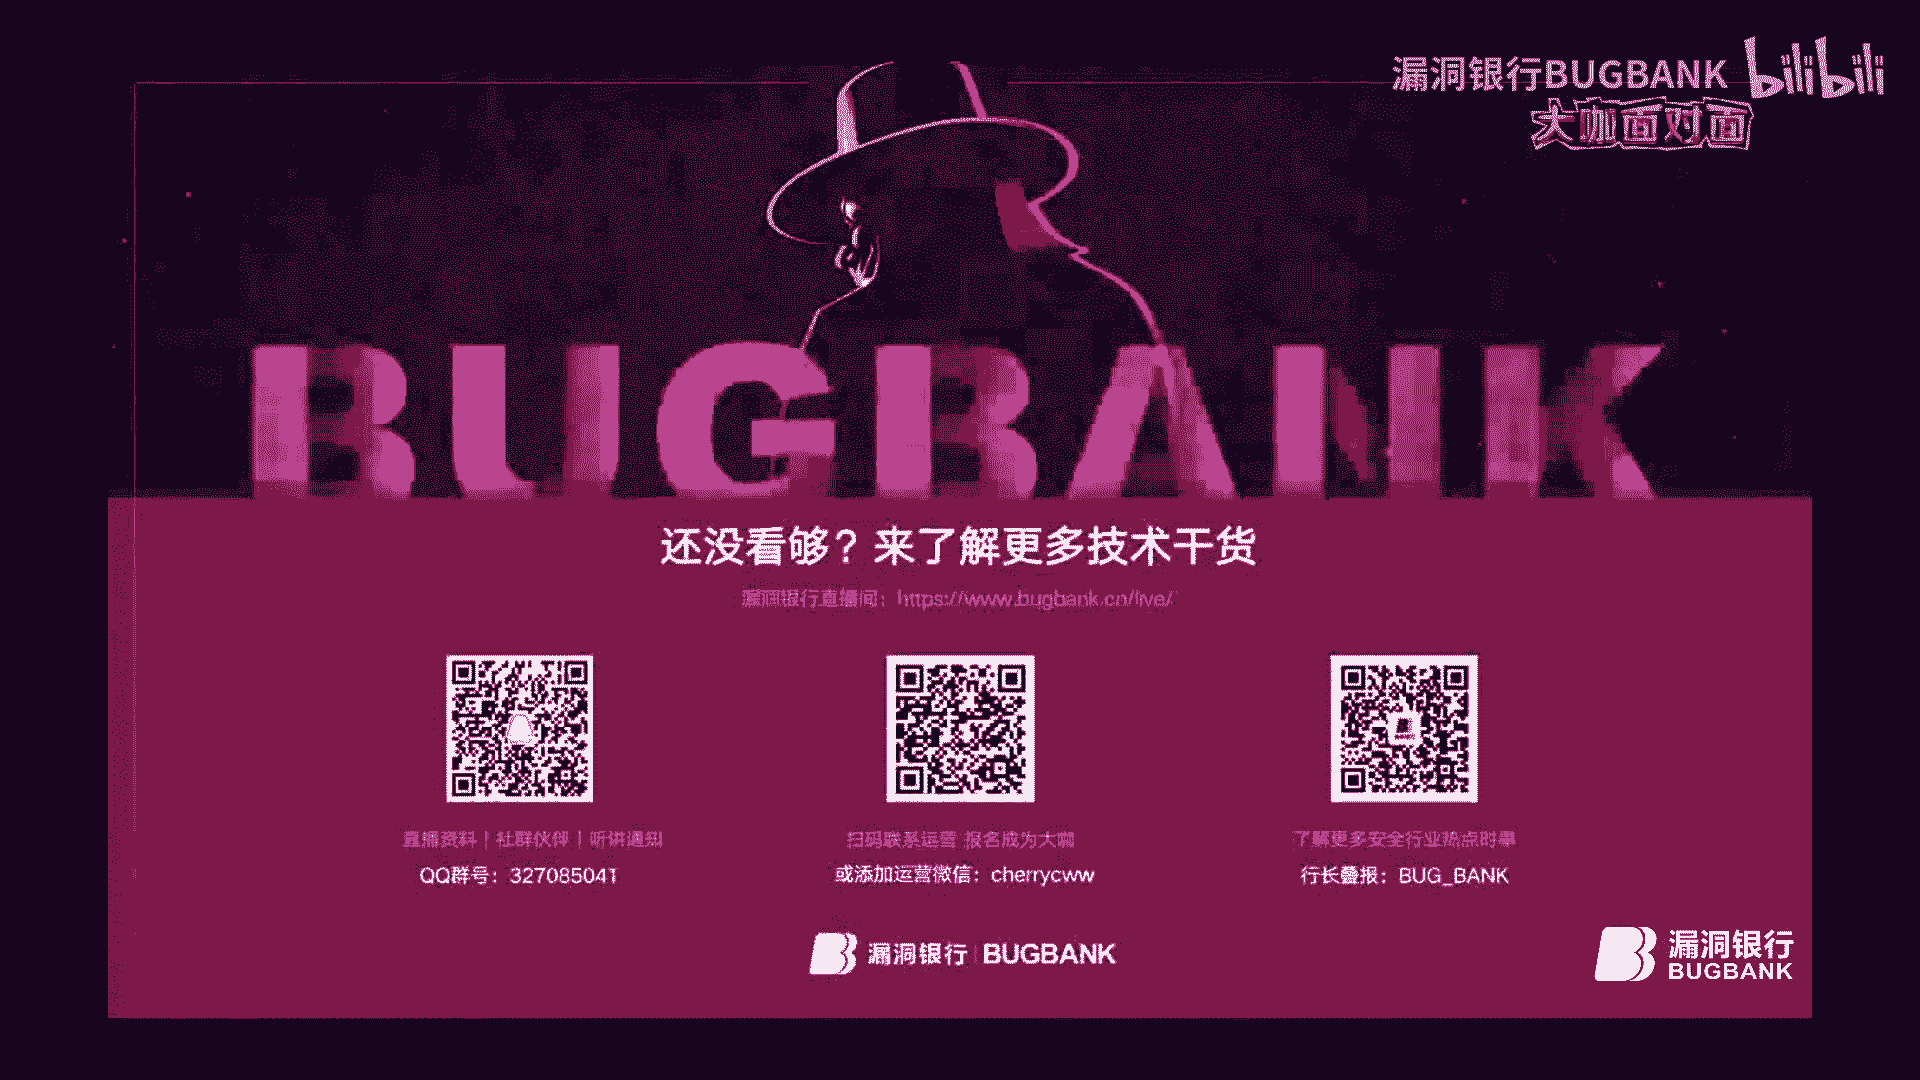 漏洞银行BUGBANK bilibili
大咖面对面
BUGBANK
还没看够？来了解更多技术干货
漏洞银行直播间：https://www.bugbank.cn/live/
直播资料丨社群伙伴丨听讲通知
QQ群号：327085041
扫码联系运营 报名成为大咖
或添加运营微信：cherrycww
了解更多安全行业热点时事
行长叠报：BUG_BANK
漏洞银行 | BUGBANK
漏洞银行
BUGBANK